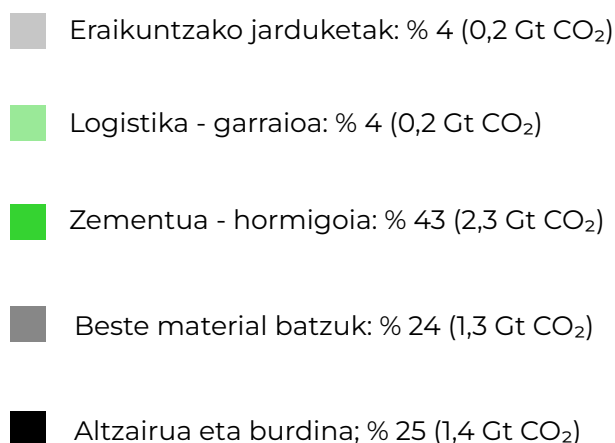 Eraikuntzako jarduketak: % 4 (0,2 Gt CO₂)
Logistika - garraioa: % 4 (0,2 Gt CO₂)
Zementua - hormigoia: % 43 (2,3 Gt CO₂)
Beste material batzuk: % 24 (1,3 Gt CO₂)
Altzairua eta burdina; % 25 (1,4 Gt CO₂)